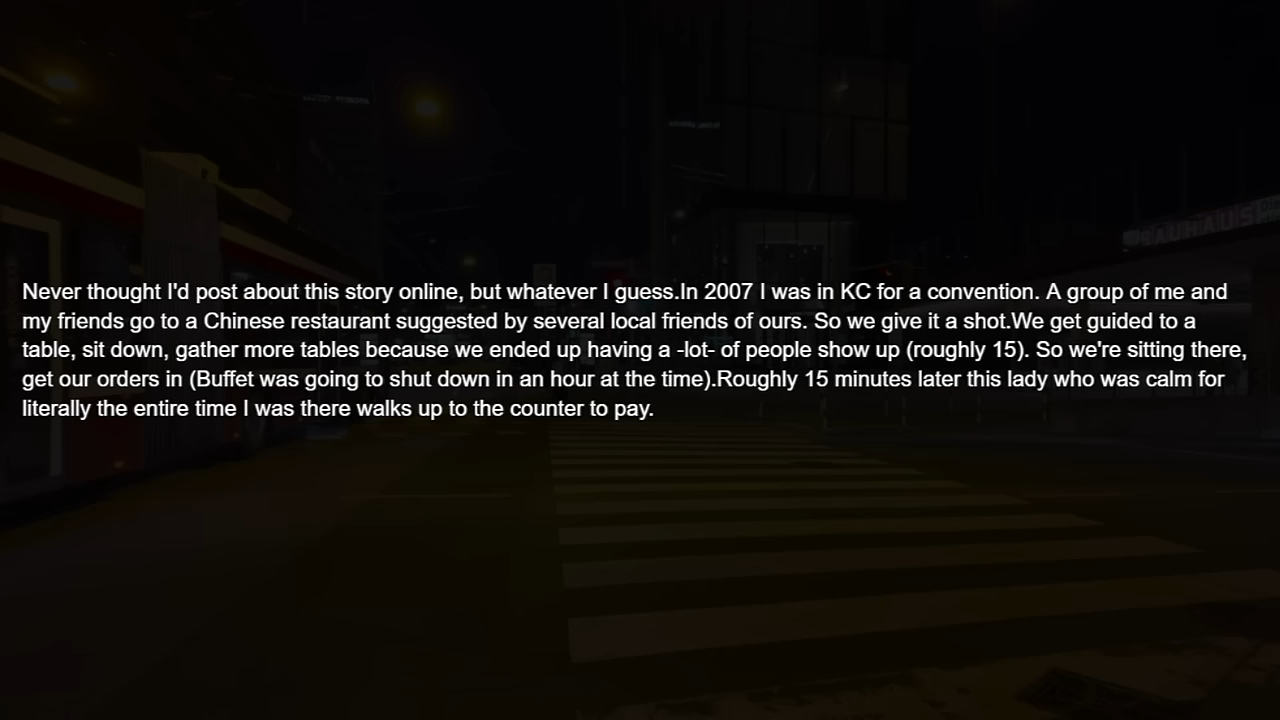 BAUHAUS
Never thought I'd post about this story online, but whatever I guess.In 2007 I was in KC for a convention. A group of me and
my friends go to a Chinese restaurant suggested by several local friends of ours. So we give it a shot.We get guided to a
table, sit down, gather more tables because we ended up having a -lot- of people show up (roughly 15). So we're sitting there,
get our orders in (Buffet was going to shut down in an hour at the time).Roughly 15 minutes later this lady who was calm for
literally the entire time I was there walks up to the counter to pay.